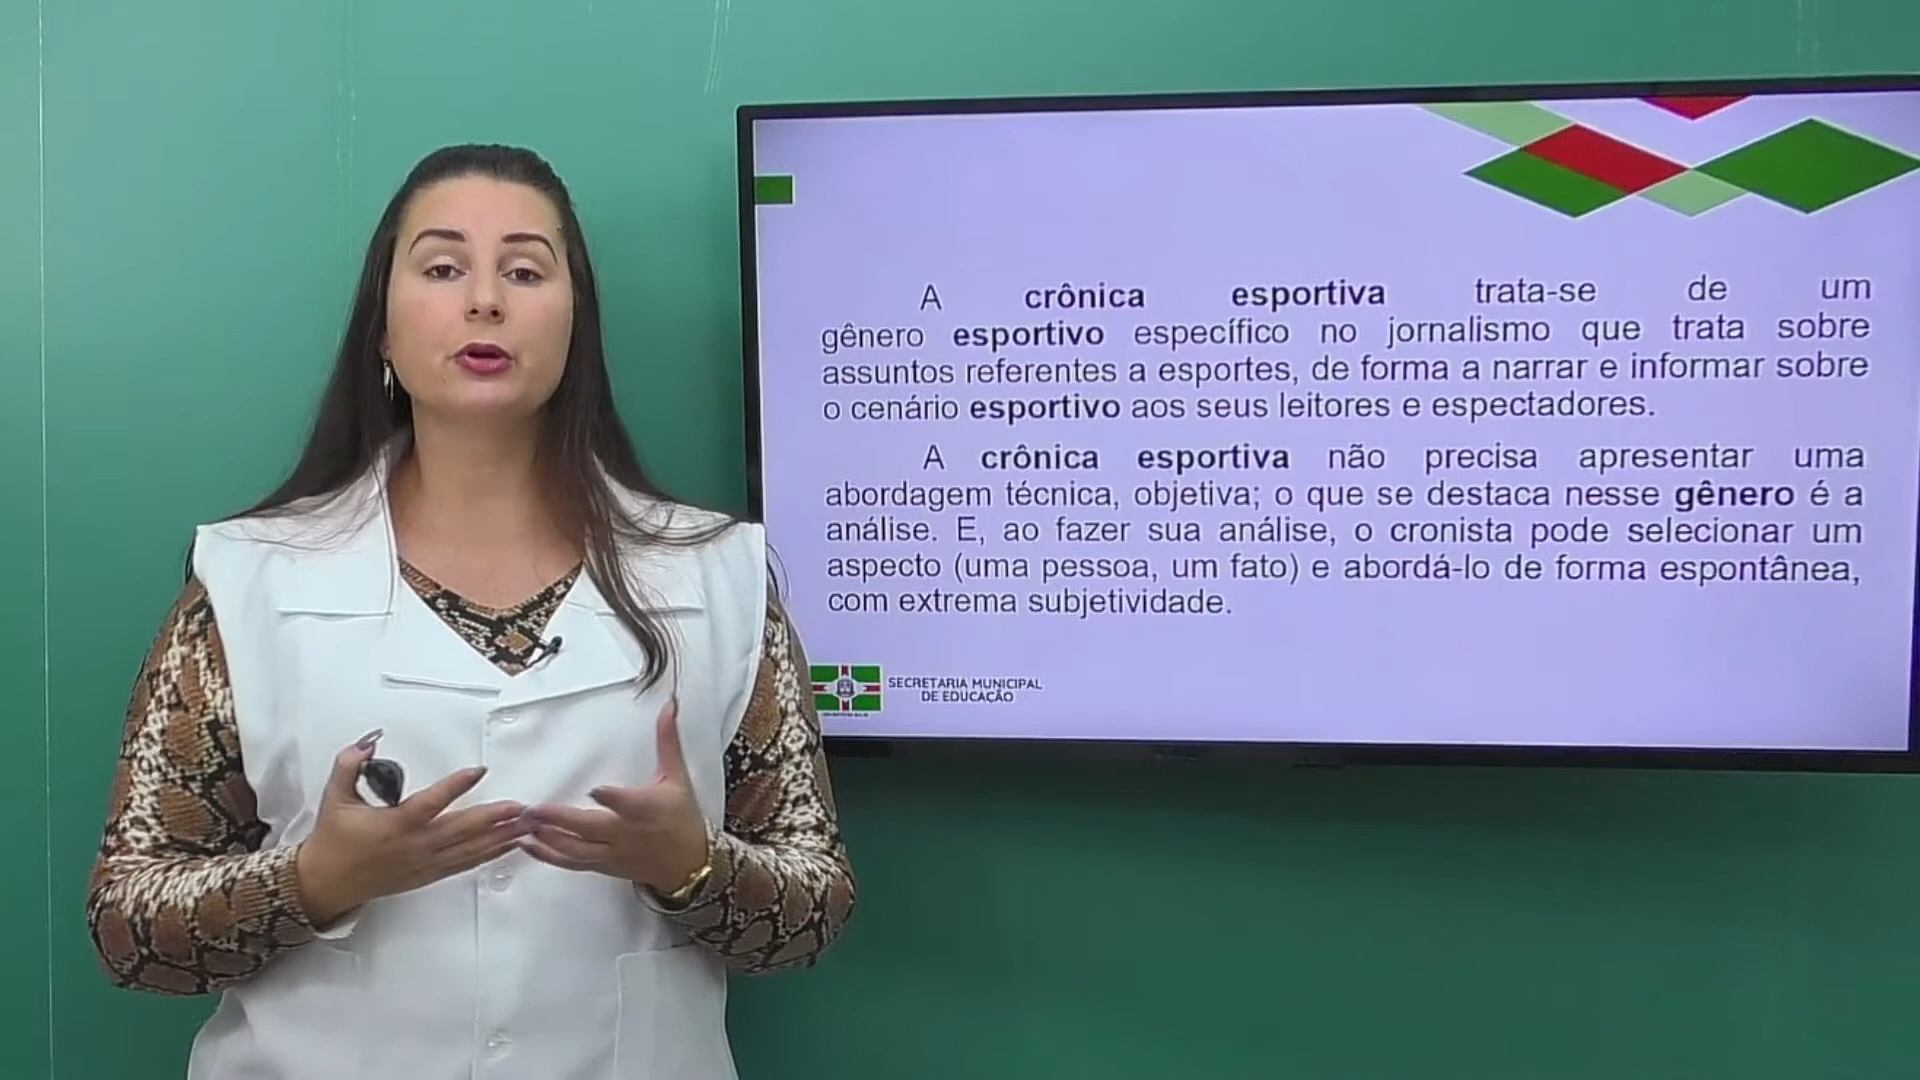 A crônica esportiva trata-se de um
gênero esportivo específico no jornalismo que trata sobre
assuntos referentes a esportes, de forma a narrar e informar sobre
o cenário esportivo aos seus leitores e espectadores.
A crônica esportiva não precisa apresentar uma
abordagem técnica, objetiva; o que se destaca nesse gênero é a
análise. E, ao fazer sua análise, o cronista pode selecionar um
aspecto (uma pessoa, um fato) e abordá-lo de forma espontânea,
com extrema subjetividade.
SECRETARIA MUNICIPAL
DE EDUCAÇÃO